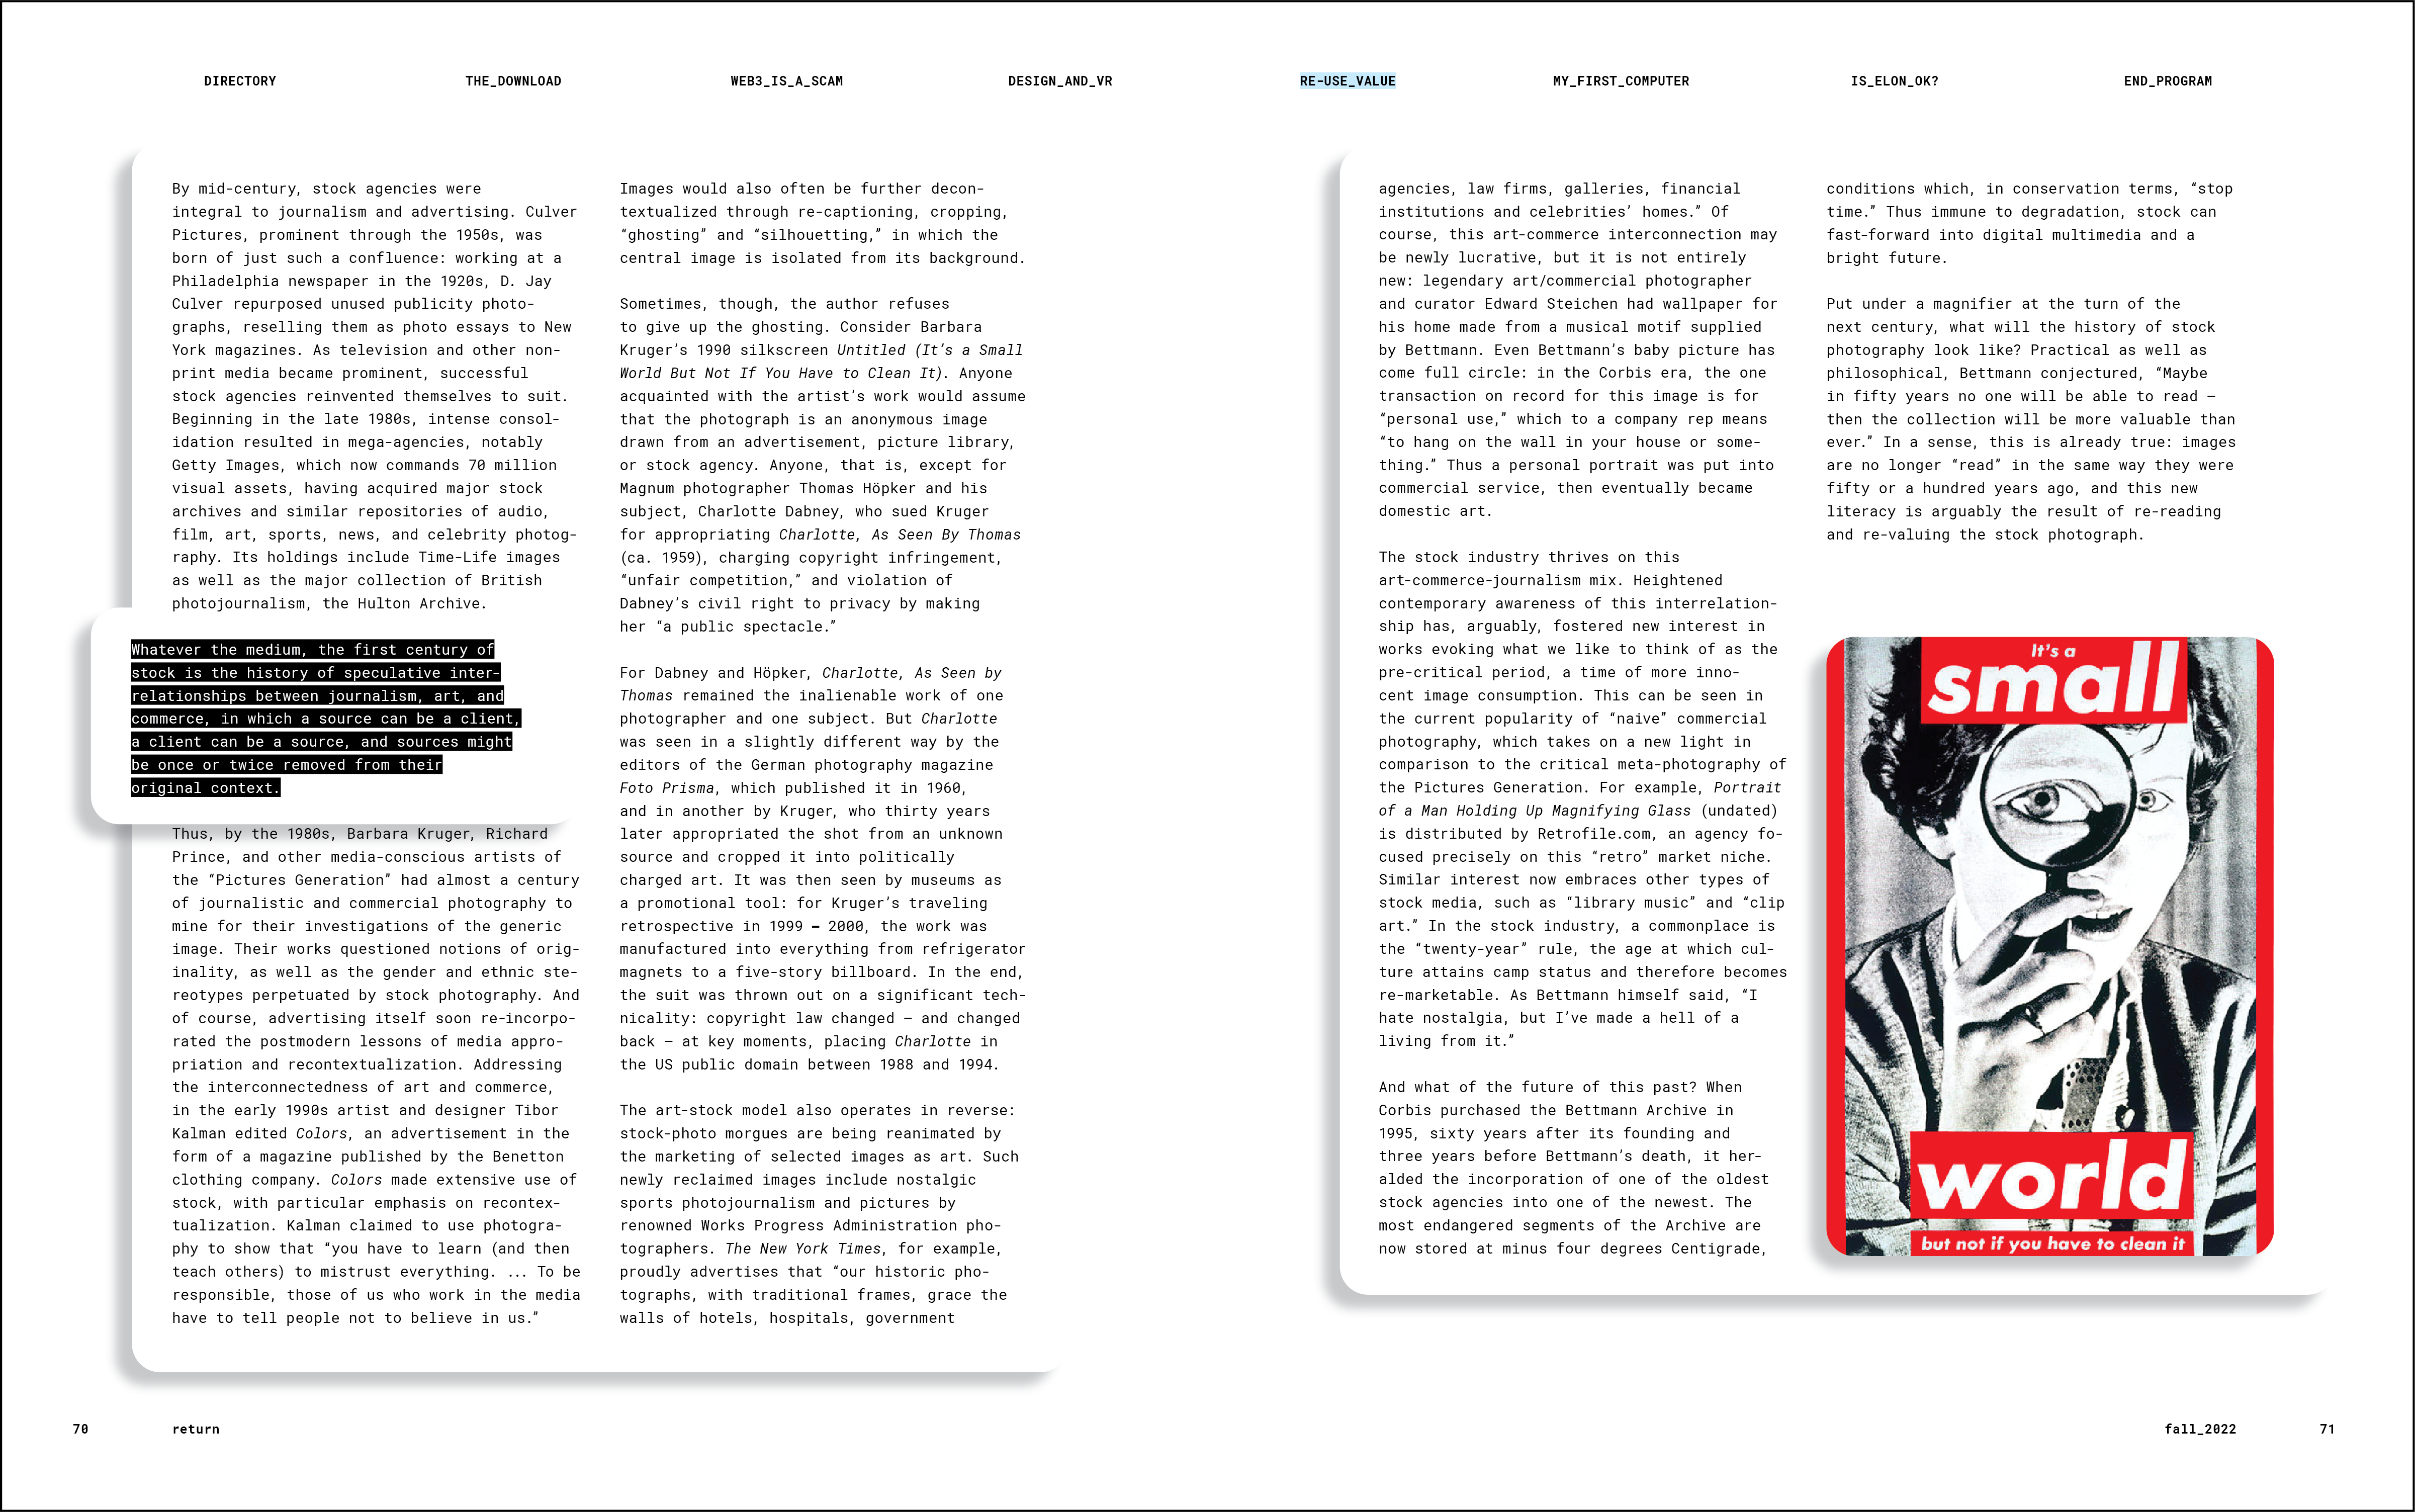 DIRECTORY THE_DOWNLOAD WEB3_IS_A_SCAM DESIGN_AND_VR RE-USE_VALUE MY_FIRST_COMPUTER IS_ELON_OK? END_PROGRAM
By mid-century, stock agencies were
integral to journalism and advertising. Culver
Pictures, prominent through the 1950s, was
born of just such a confluence: working at a
Philadelphia newspaper in the 1920s, D. Jay
Culver repurposed unused publicity photo-
graphs, reselling them as photo essays to New
York magazines. As television and other non-
print media became prominent, successful
stock agencies reinvented themselves to suit.
Beginning in the late 1980s, intense consol-
idation resulted in mega-agencies, notably
Getty Images, which now commands 70 million
visual assets, having acquired major stock
archives and similar repositories of audio,
film, art, sports, news, and celebrity photog-
raphy. Its holdings include Time-Life images
as well as the major collection of British
photojournalism, the Hulton Archive.
Whatever the medium, the first century of
stock is the history of speculative inter-
relationships between journalism, art, and
commerce, in which a source can be a client,
a client can be a source, and sources might
be once or twice removed from their
original context.
Thus, by the 1980s, Barbara Kruger, Richard
Prince, and other media-conscious artists of
the “Pictures Generation” had almost a century
of journalistic and commercial photography to
mine for their investigations of the generic
image. Their works questioned notions of orig-
inality, as well as the gender and ethnic ste-
reotypes perpetuated by stock photography. And
of course, advertising itself soon re-incorpo-
rated the postmodern lessons of media appro-
priation and recontextualization. Addressing
the interconnectedness of art and commerce,
in the early 1990s artist and designer Tibor
Kalman edited Colors, an advertisement in the
form of a magazine published by the Benetton
clothing company. Colors made extensive use of
stock, with particular emphasis on recontex-
tualization. Kalman claimed to use photogra-
phy to show that “you have to learn (and then
teach others) to mistrust everything. ... To be
responsible, those of us who work in the media
have to tell people not to believe in us.”
Images would also often be further decon-
textualized through re-captioning, cropping,
“ghosting” and “silhouetting,” in which the
central image is isolated from its background.
Sometimes, though, the author refuses
to give up the ghosting. Consider Barbara
Kruger’s 1990 silkscreen Untitled (It’s a Small
World But Not If You Have to Clean It). Anyone
acquainted with the artist’s work would assume
that the photograph is an anonymous image
drawn from an advertisement, picture library,
or stock agency. Anyone, that is, except for
Magnum photographer Thomas Höpker and his
subject, Charlotte Dabney, who sued Kruger
for appropriating Charlotte, As Seen By Thomas
(ca. 1959), charging copyright infringement,
“unfair competition,” and violation of
Dabney’s civil right to privacy by making
her “a public spectacle.”
For Dabney and Höpker, Charlotte, As Seen by
Thomas remained the inalienable work of one
photographer and one subject. But Charlotte
was seen in a slightly different way by the
editors of the German photography magazine
Foto Prisma, which published it in 1960,
and in another by Kruger, who thirty years
later appropriated the shot from an unknown
source and cropped it into politically
charged art. It was then seen by museums as
a promotional tool: for Kruger’s traveling
retrospective in 1999 – 2000, the work was
manufactured into everything from refrigerator
magnets to a five-story billboard. In the end,
the suit was thrown out on a significant tech-
nicality: copyright law changed — and changed
back — at key moments, placing Charlotte in
the US public domain between 1988 and 1994.
The art-stock model also operates in reverse:
stock-photo morgues are being reanimated by
the marketing of selected images as art. Such
newly reclaimed images include nostalgic
sports photojournalism and pictures by
renowned Works Progress Administration pho-
tographers. The New York Times, for example,
proudly advertises that “our historic pho-
tographs, with traditional frames, grace the
walls of hotels, hospitals, government
agencies, law firms, galleries, financial
institutions and celebrities’ homes.” Of
course, this art-commerce interconnection may
be newly lucrative, but it is not entirely
new: legendary art/commercial photographer
and curator Edward Steichen had wallpaper for
his home made from a musical motif supplied
by Bettmann. Even Bettmann’s baby picture has
come full circle: in the Corbis era, the one
transaction on record for this image is for
“personal use,” which to a company rep means
“to hang on the wall in your house or some-
thing.” Thus a personal portrait was put into
commercial service, then eventually became
domestic art.
The stock industry thrives on this
art-commerce-journalism mix. Heightened
contemporary awareness of this interrelation-
ship has, arguably, fostered new interest in
works evoking what we like to think of as the
pre-critical period, a time of more inno-
cent image consumption. This can be seen in
the current popularity of “naive” commercial
photography, which takes on a new light in
comparison to the critical meta-photography of
the Pictures Generation. For example, Portrait
of a Man Holding Up Magnifying Glass (undated)
is distributed by Retrofile.com, an agency fo-
cused precisely on this “retro” market niche.
Similar interest now embraces other types of
stock media, such as “library music” and “clip
art.” In the stock industry, a commonplace is
the “twenty-year” rule, the age at which cul-
ture attains camp status and therefore becomes
re-marketable. As Bettmann himself said, “I
hate nostalgia, but I’ve made a hell of a
living from it.”
And what of the future of this past? When
Corbis purchased the Bettmann Archive in
1995, sixty years after its founding and
three years before Bettmann’s death, it her-
alded the incorporation of one of the oldest
stock agencies into one of the newest. The
most endangered segments of the Archive are
now stored at minus four degrees Centigrade,
conditions which, in conservation terms, “stop
time.” Thus immune to degradation, stock can
fast-forward into digital multimedia and a
bright future.
Put under a magnifier at the turn of the
next century, what will the history of stock
photography look like? Practical as well as
philosophical, Bettmann conjectured, “Maybe
in fifty years no one will be able to read —
then the collection will be more valuable than
ever.” In a sense, this is already true: images
are no longer “read” in the same way they were
fifty or a hundred years ago, and this new
literacy is arguably the result of re-reading
and re-valuing the stock photograph.
It's a
small
world
but not if you have to clean it
70 return fall_2022 71